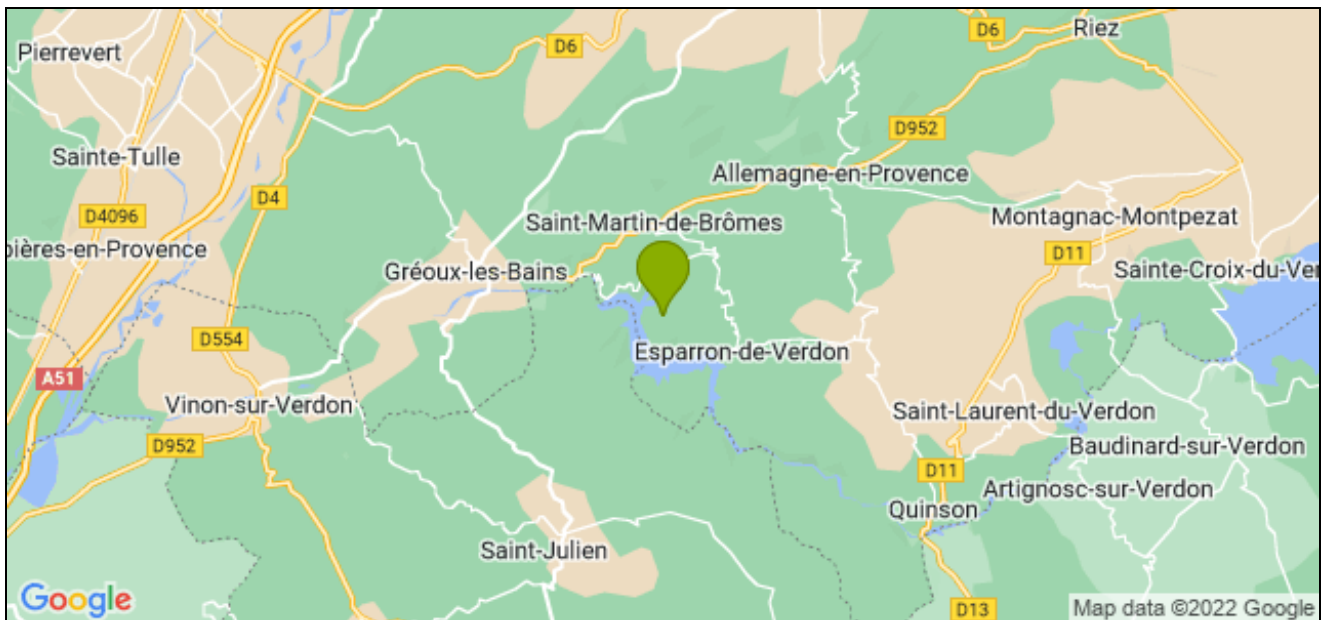 D6
Riez
Pierrevert
D6
D952
Sainte-Tulle
Allemagne-en-Provence
D4
D4096
Saint-Martin-de-Brômes
Montagnac-Montpezat
bières-en-Provence
D11
Gréoux-les-Bains
Sainte-Croix-du-Ver
D554
Esparron-de-Verdon
A51
Vinon-sur-Verdon
Saint-Laurent-du-Verdon
D952
Baudinard-sur-Verdon
D11
Artignosc-sur-Verdon
Quinson
Saint-Julien
Google
D13
Map data ©2022 Google